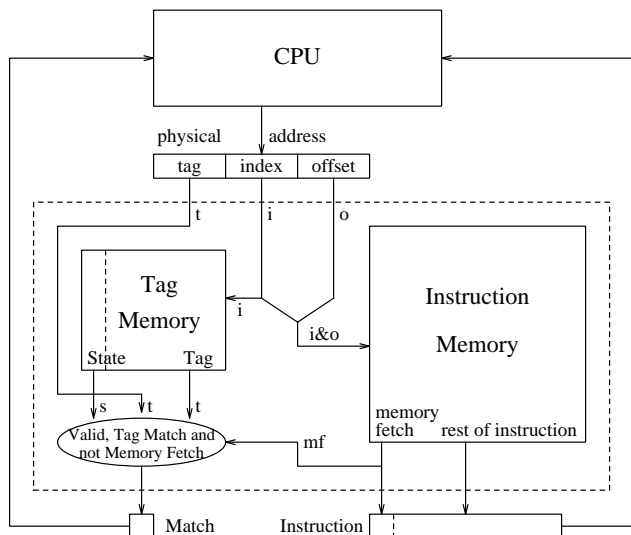 CPU
physical address
tag index offset
t i o
Tag
Memory
i
State Tag
s t t
i&o
Instruction
Memory
memory
fetch rest of instruction
Valid, Tag Match and
not Memory Fetch
mf
Match
Instruction